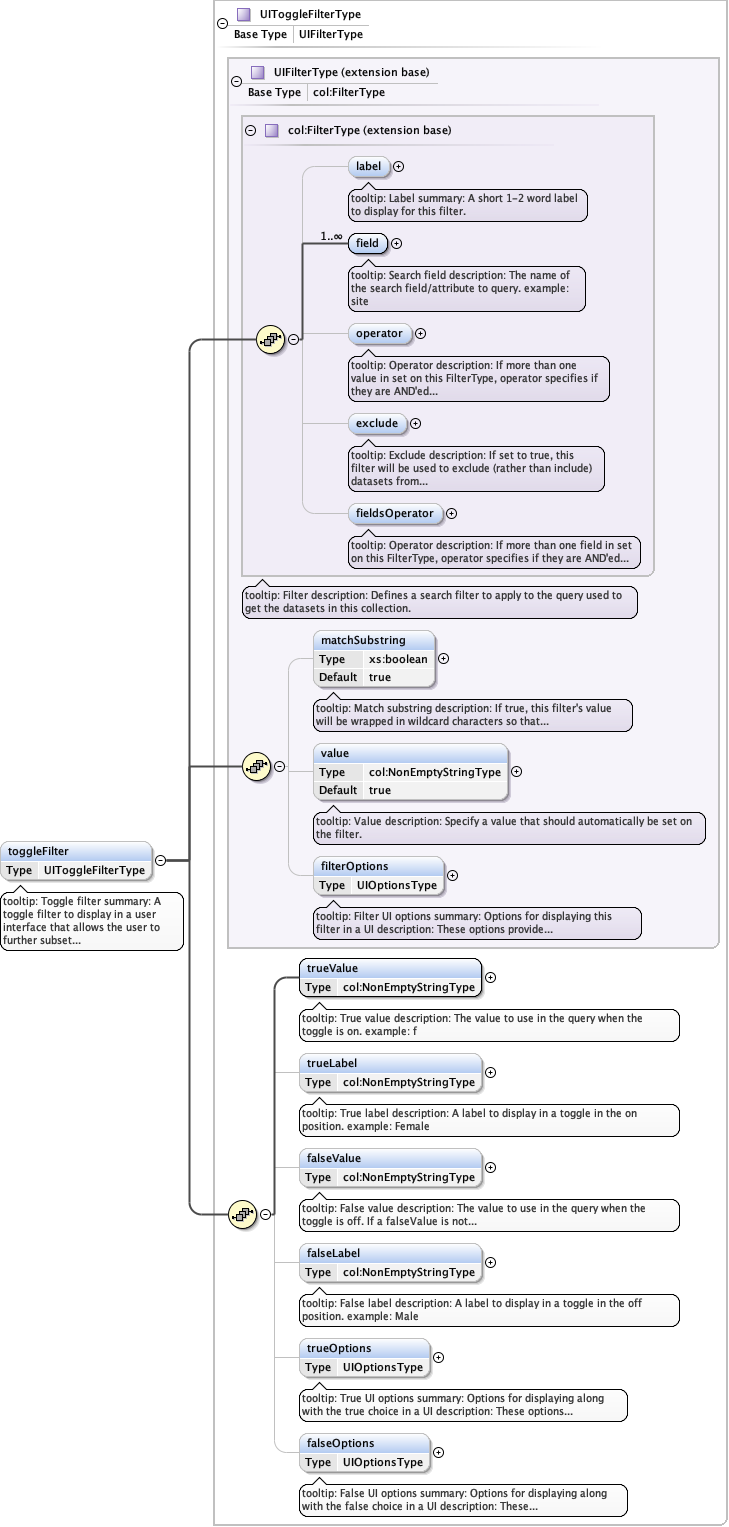 UIToggleFilterType
Base Type UIFilterType
UIFilterType (extension base)
Base Type col:FilterType
col:FilterType (extension base)
label
tooltip: Label summary: A short 1-2 word label
to display for this filter.
1..∞
field
tooltip: Search field description: The name of
the search field/attribute to query. example:
site
operator
tooltip: Operator description: If more than one
value in set on this FilterType, operator specifies if
they are AND'ed...
exclude
tooltip: Exclude description: If set to true, this
filter will be used to exclude (rather than include)
datasets from...
fieldsOperator
tooltip: Operator description: If more than one field in set
on this FilterType, operator specifies if they are AND'ed...
tooltip: Filter description: Defines a search filter to apply to the query used to
get the datasets in this collection.
matchSubstring
Type xs:boolean
Default true
tooltip: Match substring description: If true, this filter's value
will be wrapped in wildcard characters so that...
value
Type col:NonEmptyStringType
Default true
tooltip: Value description: Specify a value that should automatically be set on
the filter.
toggleFilter
Type UIToggleFilterType
tooltip: Toggle filter summary: A
toggle filter to display in a user
interface that allows the user to
further subset...
filterOptions
Type UIOptionsType
tooltip: Filter UI options summary: Options for displaying this
filter in a UI description: These options provide...
trueValue
Type col:NonEmptyStringType
tooltip: True value description: The value to use in the query when the
toggle is on. example: f
trueLabel
Type col:NonEmptyStringType
tooltip: True label description: A label to display in a toggle in the on
position. example: Female
falseValue
Type col:NonEmptyStringType
tooltip: False value description: The value to use in the query when the
toggle is off. If a falseValue is not...
falseLabel
Type col:NonEmptyStringType
tooltip: False label description: A label to display in a toggle in the off
position. example: Male
trueOptions
Type UIOptionsType
tooltip: True UI options summary: Options for displaying along
with the true choice in a UI description: These options...
falseOptions
Type UIOptionsType
tooltip: False UI options summary: Options for displaying along
with the false choice in a UI description: These...